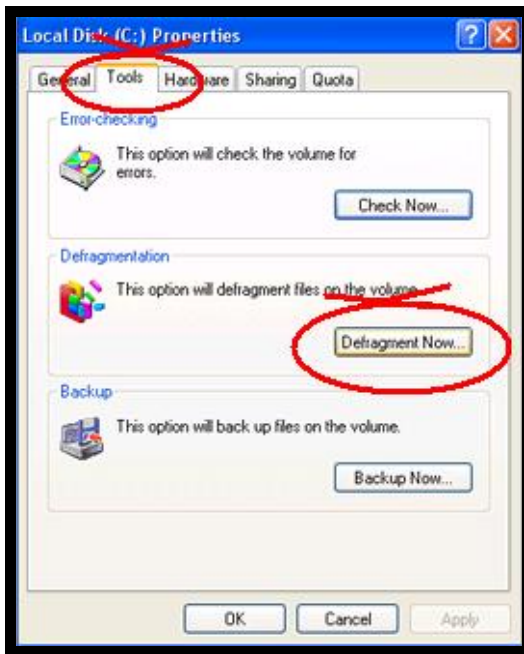 Local Disk (C:) Properties
General Tools Hardware Sharing Quota
Error-checking
This option will check the volume for
errors.
Check Now...
Defragmentation
This option will defragment files on the volume.
Defragment Now...
Backup
This option will back up files on the volume.
Backup Now...
OK Cancel Apply